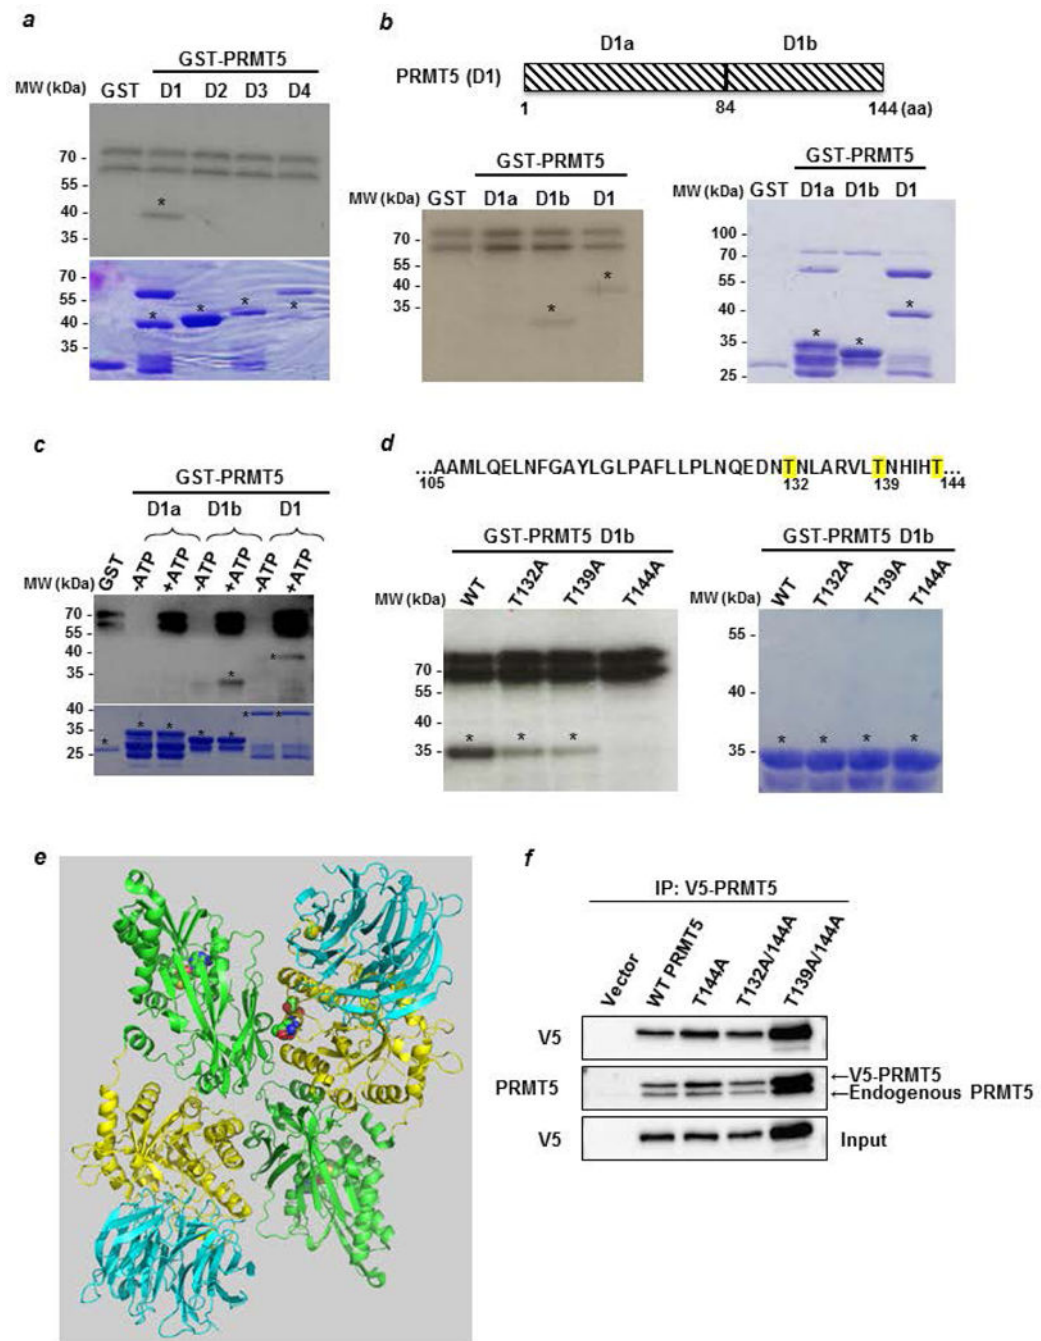 a
GST-PRMT5
MW (kDa) GST D1 D2 D3 D4
70 -
55 -
40 -
35 -
*
70 -
55 -
40 -
35 -
* * * *
b
D1a D1b
PRMT5 (D1)
1 84 144 (aa)
GST-PRMT5
MW (kDa) GST D1a D1b D1
70 -
55 -
40 -
35 -
* *
GST-PRMT5
MW (kDa) GST D1a D1b D1
100 -
70 -
55 -
35 -
25 -
* * *
c
GST-PRMT5
D1a D1b D1
MW (kDa) GST -ATP +ATP -ATP +ATP -ATP +ATP
70 -
55 -
40 -
35 -
* *
40 -
35 -
25 -
* * * * * * *
d
...AAMLQELNFGAYLGLPAFLLPLNQEDNTNLARVLTNHIHT...
105 132 139 144
GST-PRMT5 D1b
MW (kDa) WT T132A T139A T144A
70 -
55 -
40 -
35 -
* * *
GST-PRMT5 D1b
MW (kDa) WT T132A T139A T144A
55 -
40 -
35 -
* * * *
e
f
IP: V5-PRMT5
Vector WT PRMT5 T144A T132A/144A T139A/144A
V5
PRMT5 ←V5-PRMT5
←Endogenous PRMT5
V5 Input